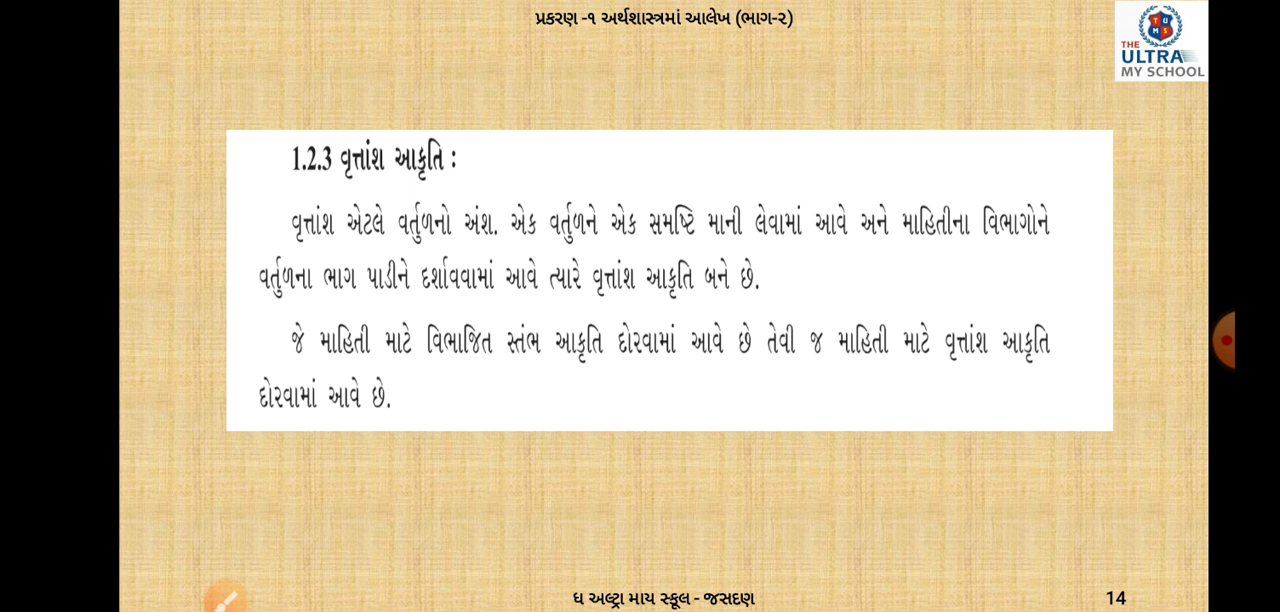 પ્રકરણ -૧ અર્થશાસ્ત્રમાં આલેખ (ભાગ-૨)
TUMS
THE
ULTRA
MY SCHOOL
1.2.3 વૃત્તાંશ આકૃતિ :
વૃત્તાંશ એટલે વર્તુળનો અંશ. એક વર્તુળને એક સમષ્ટિ માની લેવામાં આવે અને માહિતીના વિભાગોને
વર્તુળના ભાગ પાડીને દર્શાવવામાં આવે ત્યારે વૃત્તાંશ આકૃતિ બને છે.
જે માહિતી માટે વિભાજિત સ્તંભ આકૃતિ દોરવામાં આવે છે તેવી જ માહિતી માટે વૃત્તાંશ આકૃતિ
દોરવામાં આવે છે.
ધ અલ્ટ્રા માય સ્કૂલ - જસદણ
14